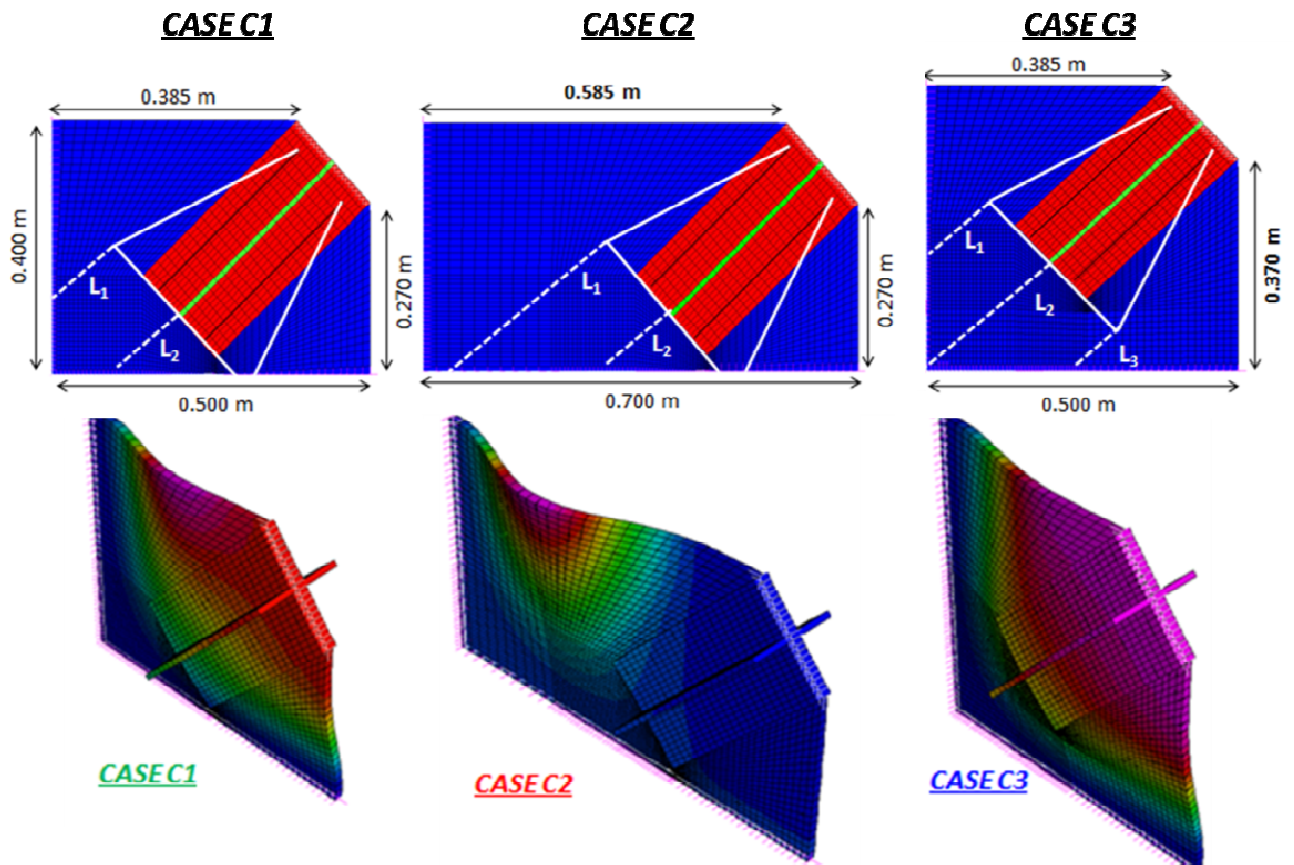 CASE C1
CASE C2
CASE C3
0.385 m
0.585 m
0.385 m
0.400 m
L1
L2
0.270 m
L1
L2
0.270 m
L1
L2
L3
0.370 m
0.500 m
0.700 m
0.500 m
CASE C1
CASE C2
CASE C3